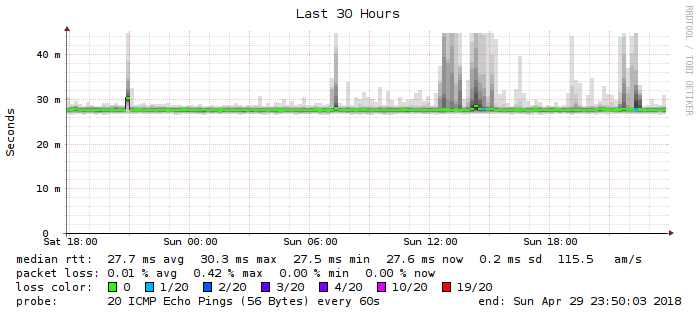 Last 30 Hours
RRDTOOL / TOBI OETIKER
Seconds
40 m
30 m
20 m
10 m
0
Sat 18:00 Sun 00:00 Sun 06:00 Sun 12:00 Sun 18:00
median rtt: 27.7 ms avg 30.3 ms max 27.5 ms min 27.6 ms now 0.2 ms sd 115.5 am/s
packet loss: 0.01 % avg 0.42 % max 0.00 % min 0.00 % now
loss color: 0 1/20 2/20 3/20 4/20 10/20 19/20
probe: 20 ICMP Echo Pings (56 Bytes) every 60s end: Sun Apr 29 23:50:03 2018